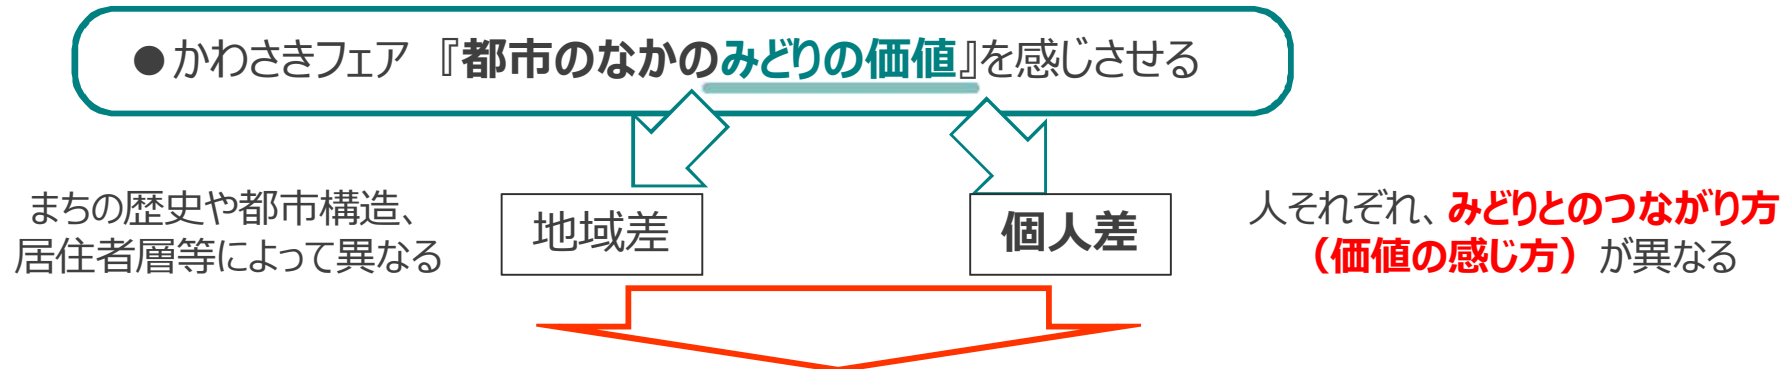 ●かわさきフェア 『都市のなかのみどりの価値』を感じさせる
まちの歴史や都市構造、
居住者層等によって異なる
地域差
個人差
人それぞれ、みどりとのつながり方
（価値の感じ方）が異なる